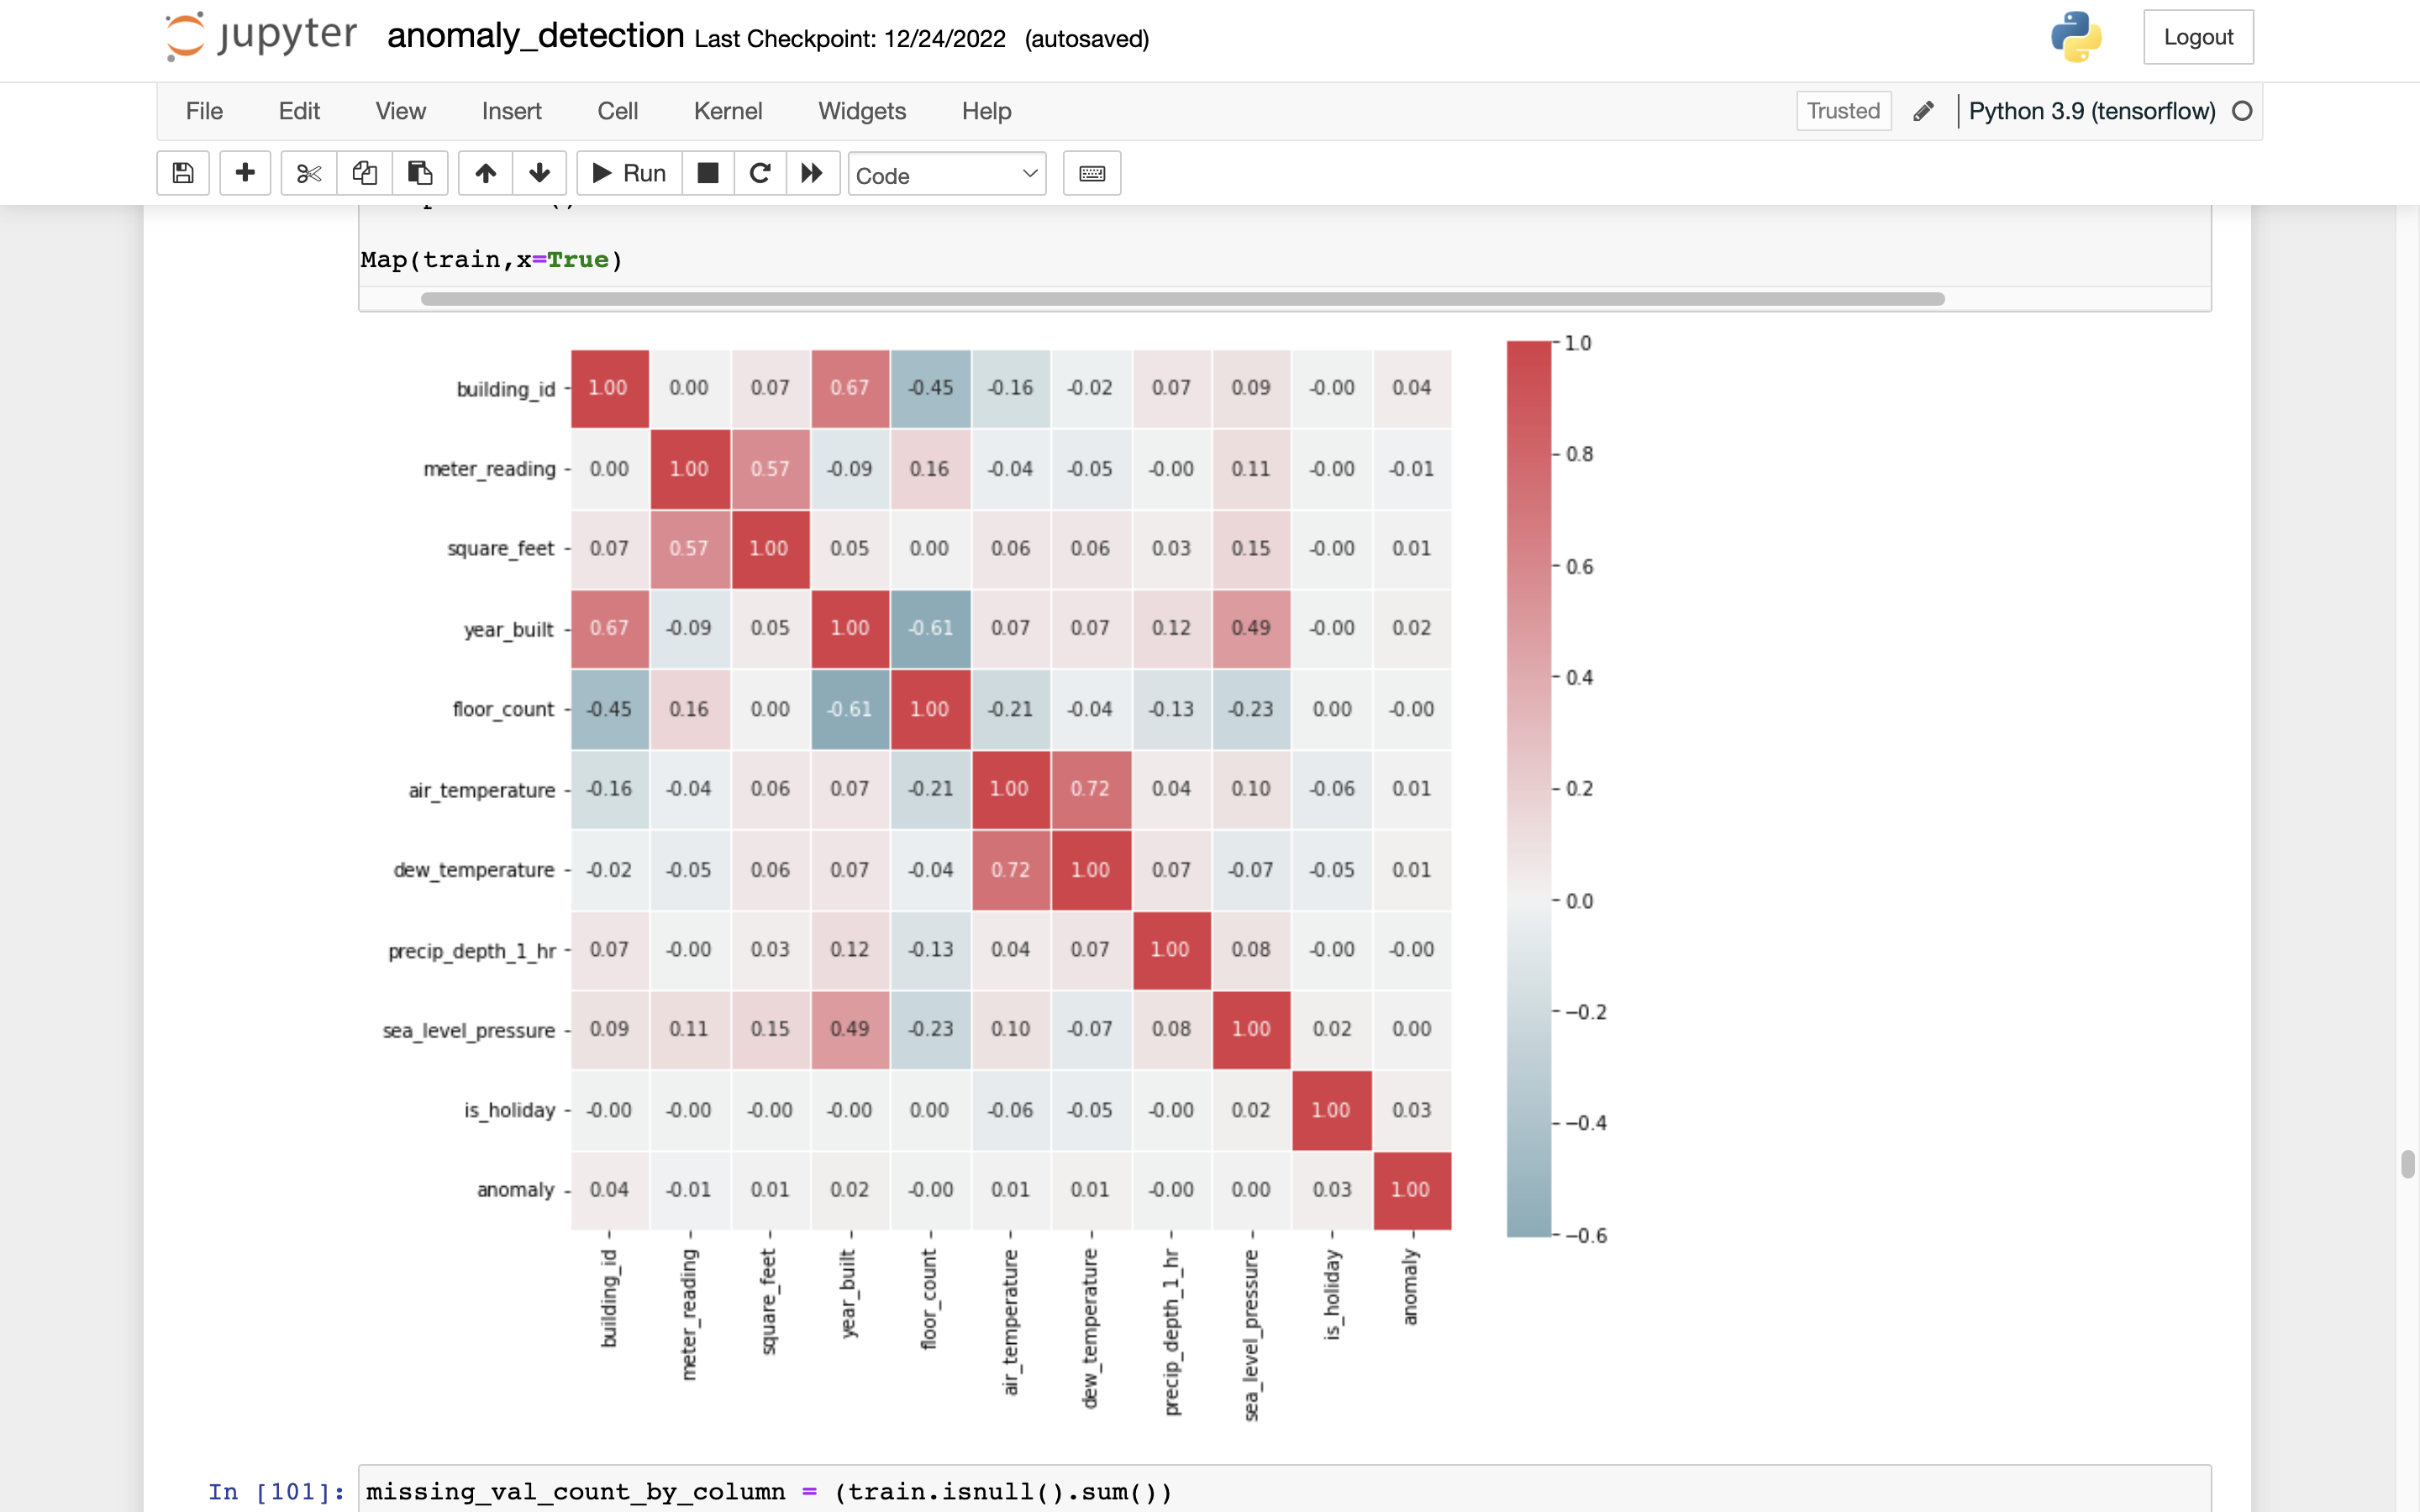 jupyter anomaly_detection Last Checkpoint: 12/24/2022 (autosaved) Logout
File Edit View Insert Cell Kernel Widgets Help Trusted Python 3.9 (tensorflow)
Run Code
Map(train,x=True)
building_id 1.00 0.00 0.07 0.67 -0.45 -0.16 -0.02 0.07 0.09 -0.00 0.04
meter_reading 0.00 1.00 0.57 -0.09 0.16 -0.04 -0.05 -0.00 0.11 -0.00 -0.01
square_feet 0.07 0.57 1.00 0.05 0.00 0.06 0.06 0.03 0.15 -0.00 0.01
year_built 0.67 -0.09 0.05 1.00 -0.61 0.07 0.07 0.12 0.49 -0.00 0.02
floor_count -0.45 0.16 0.00 -0.61 1.00 -0.21 -0.04 -0.13 -0.23 0.00 -0.00
air_temperature -0.16 -0.04 0.06 0.07 -0.21 1.00 0.72 0.04 0.10 -0.06 0.01
dew_temperature -0.02 -0.05 0.06 0.07 -0.04 0.72 1.00 0.07 -0.07 -0.05 0.01
precip_depth_1_hr 0.07 -0.00 0.03 0.12 -0.13 0.04 0.07 1.00 0.08 -0.00 -0.00
sea_level_pressure 0.09 0.11 0.15 0.49 -0.23 0.10 -0.07 0.08 1.00 0.02 0.00
is_holiday -0.00 -0.00 -0.00 -0.00 0.00 -0.06 -0.05 -0.00 0.02 1.00 0.03
anomaly 0.04 -0.01 0.01 0.02 -0.00 0.01 0.01 -0.00 0.00 0.03 1.00
building_id
meter_reading
square_feet
year_built
floor_count
air_temperature
dew_temperature
precip_depth_1_hr
sea_level_pressure
is_holiday
anomaly
1.0
0.8
0.6
0.4
0.2
0.0
−0.2
−0.4
−0.6
In [101]: missing_val_count_by_column = (train.isnull().sum())